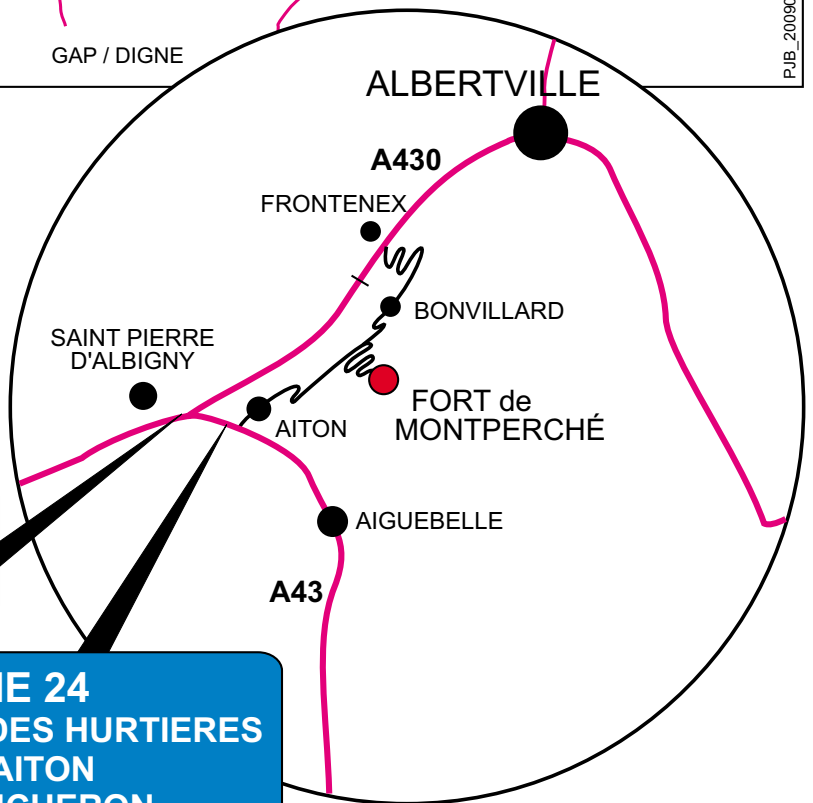 GAP / DIGNE
PJB_20090
ALBERTVILLE
A430
FRONTENEX
BONVILLARD
SAINT PIERRE
D'ALBIGNY
FORT de
MONTPERCHÉ
AITON
AIGUEBELLE
A43
24
DES HURTIERES
AITON